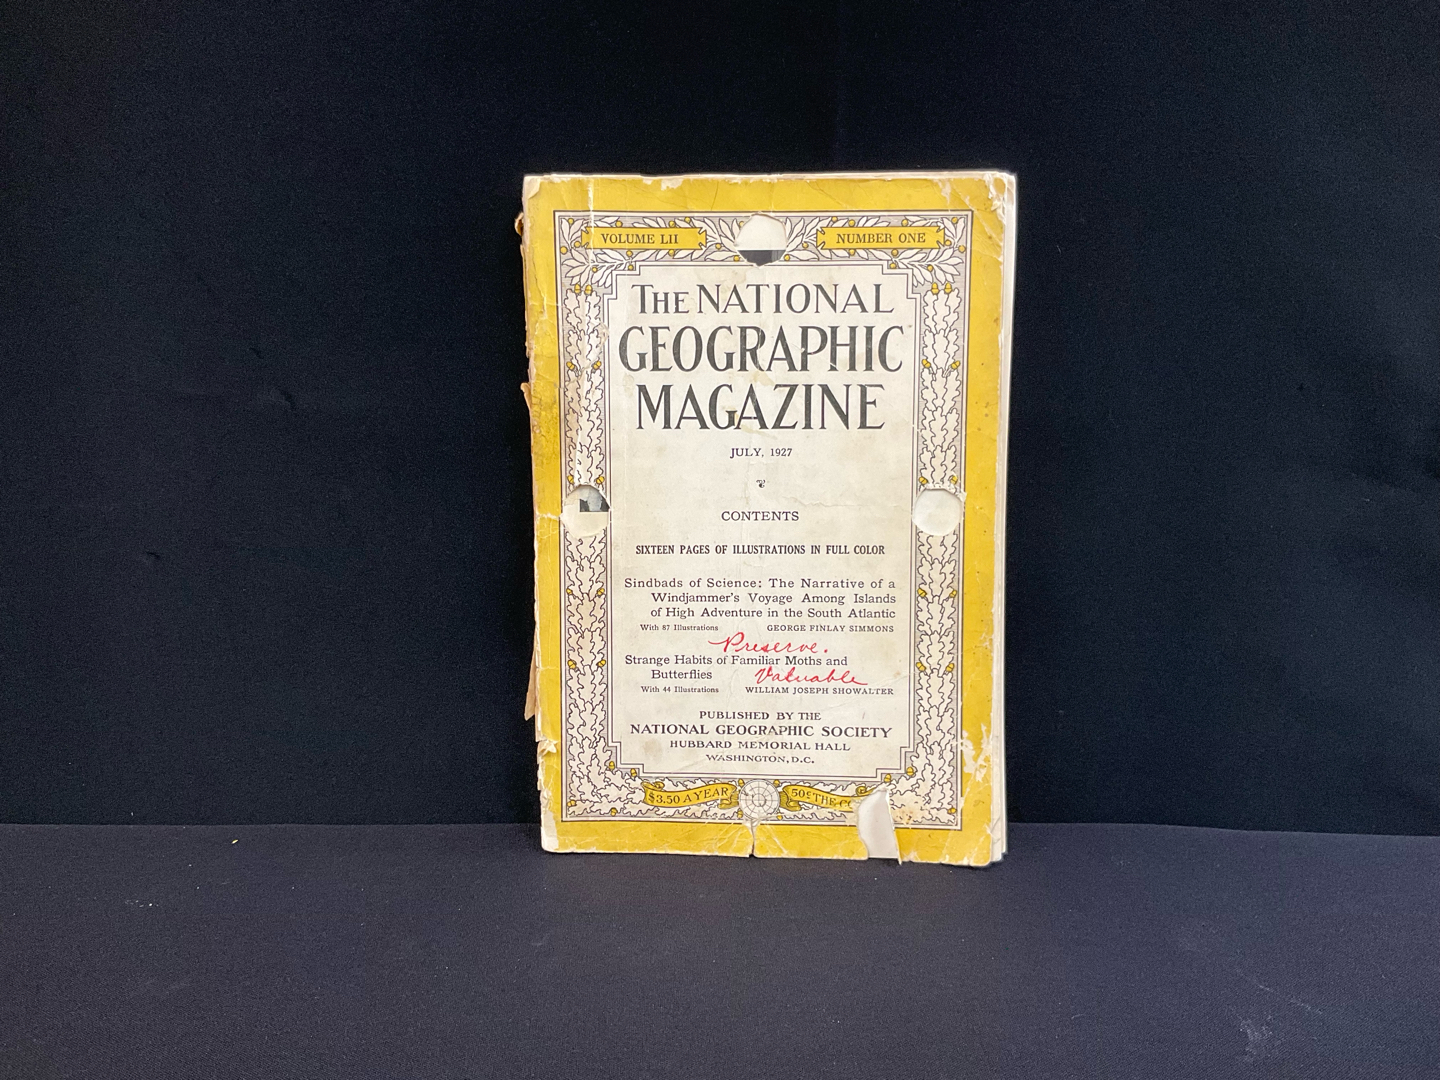 VOLUME LII
NUMBER ONE
THE NATIONAL
GEOGRAPHIC
MAGAZINE
JULY, 1927
CONTENTS
SIXTEEN PAGES OF ILLUSTRATIONS IN FULL COLOR
Sindbads of Science: The Narrative of a
Windjammer's Voyage Among Islands
of High Adventure in the South Atlantic
With 87 Illustrations GEORGE FINLAY SIMMONS
Preserve.
Strange Habits of Familiar Moths and
Butterflies
Valuable
With 44 Illustrations WILLIAM JOSEPH SHOWALTER
PUBLISHED BY THE
NATIONAL GEOGRAPHIC SOCIETY
HUBBARD MEMORIAL HALL
WASHINGTON, D.C.
$3.50 A YEAR
50¢ THE